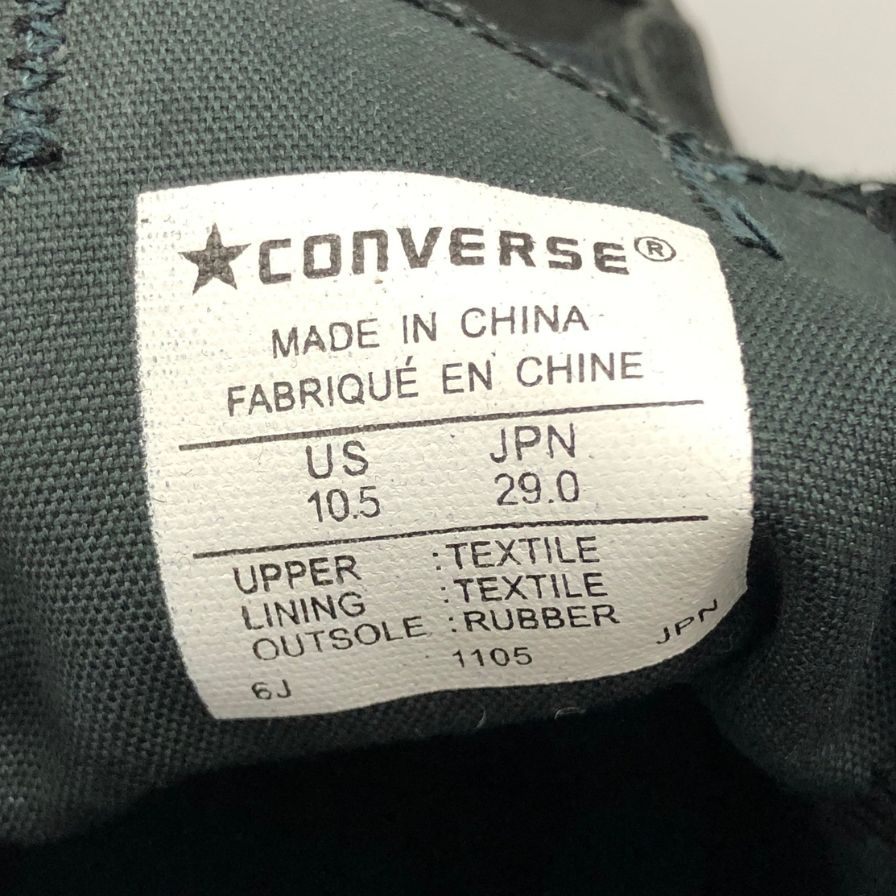 ★CONVERSE®
MADE IN CHINA
FABRIQUÉ EN CHINE
US JPN
10.5 29.0
UPPER :TEXTILE
LINING :TEXTILE
OUTSOLE :RUBBER
6J 1105 JPN